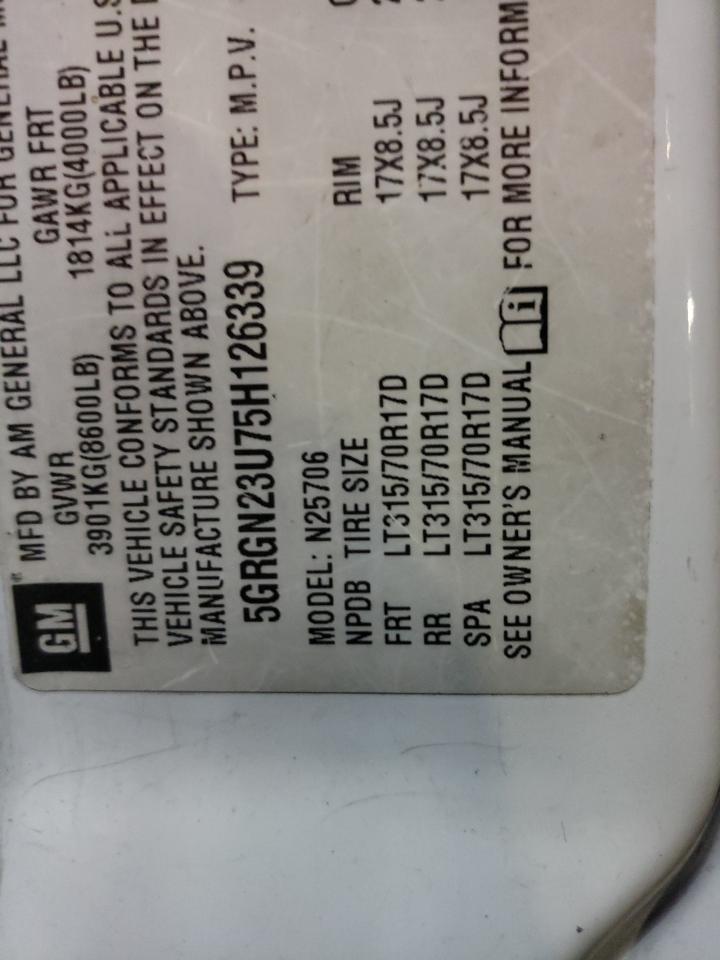 GM
MFD BY AM GENERAL LLC FOR GENERAL
GVWR GAWR FRT
3901KG(8600LB) 1814KG(4000LB)
THIS VEHICLE CONFORMS TO ALL APPLICABLE U.S
VEHICLE SAFETY STANDARDS IN EFFECT ON THE
MANUFACTURE SHOWN ABOVE.
5GRGN23U75H126339 TYPE: M.P.V.
MODEL: N25706
NPDB TIRE SIZE RIM
FRT LT315/70R17D 17X8.5J
RR LT315/70R17D 17X8.5J
SPA LT315/70R17D 17X8.5J
SEE OWNER'S MANUAL i FOR MORE INFORM